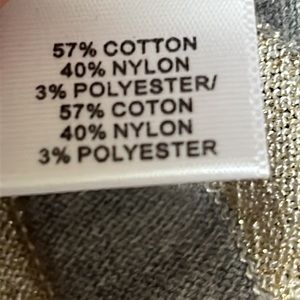 57% COTTON
40% NYLON
3% POLYESTER/
57% COTON
40% NYLON
3% POLYESTER